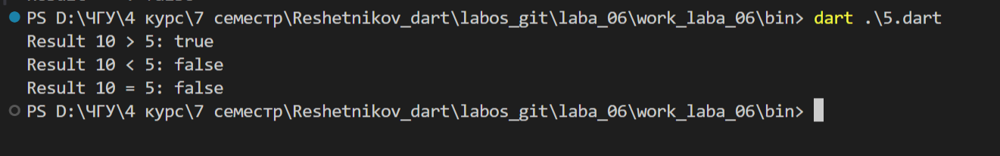 PS D:\ЧГУ\4 курс\7 семестр\Reshetnikov_dart\labos_git\laba_06\work_laba_06\bin> dart .\5.dart
Result 10 > 5: true
Result 10 < 5: false
Result 10 = 5: false
PS D:\ЧГУ\4 курс\7 семестр\Reshetnikov_dart\labos_git\laba_06\work_laba_06\bin>